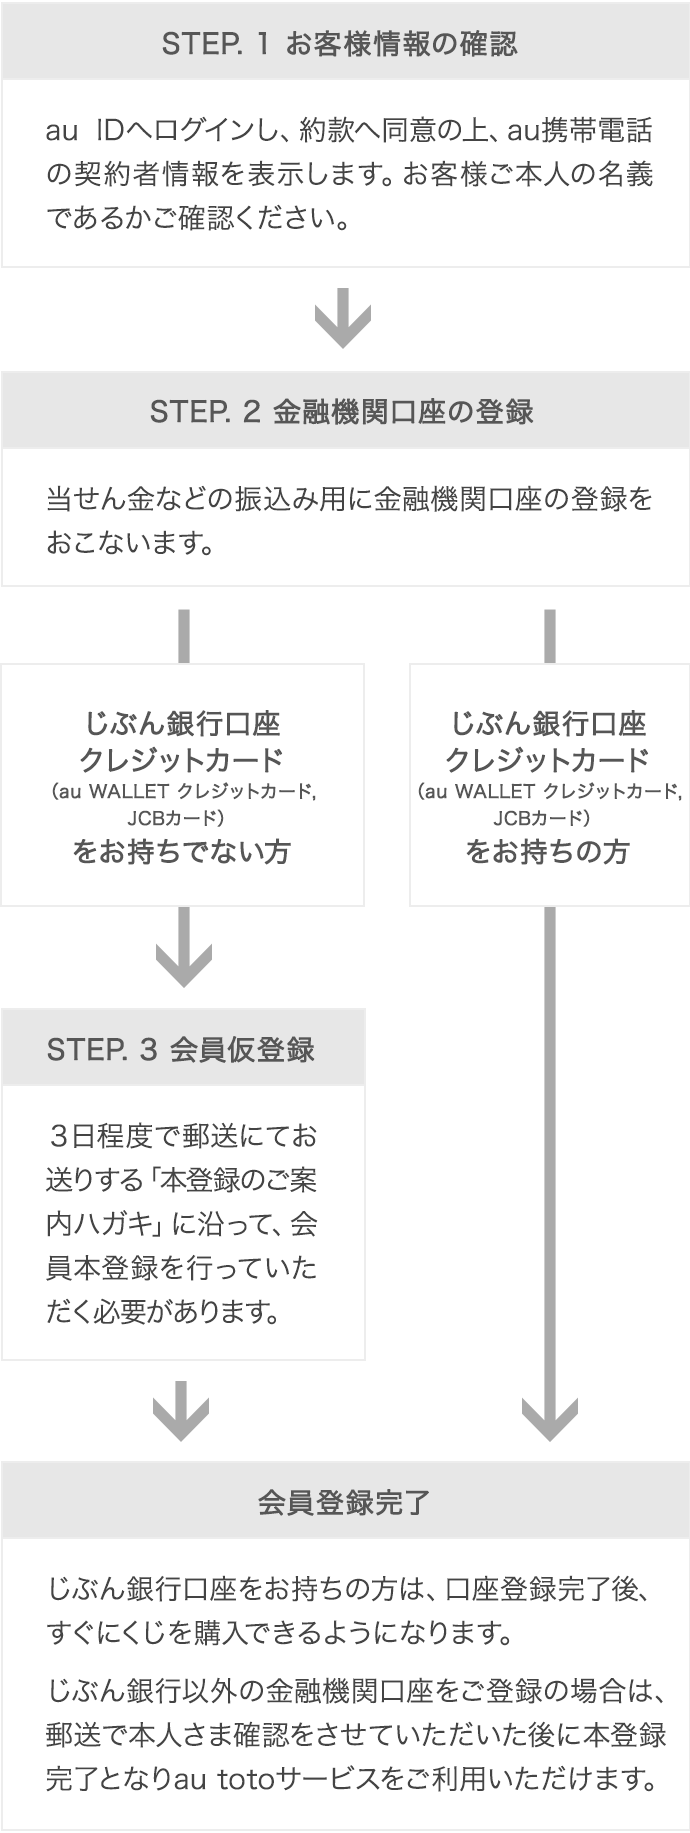 STEP. 1 お客様情報の確認
au IDへログインし、約款へ同意の上、au携帯電話
の契約者情報を表示します。お客様ご本人の名義
であるかご確認ください。
STEP. 2 金融機関口座の登録
当せん金などの振込み用に金融機関口座の登録を
おこないます。
じぶん銀行口座
クレジットカード
（au WALLET クレジットカード,
JCBカード）
をお持ちでない方
じぶん銀行口座
クレジットカード
（au WALLET クレジットカード,
JCBカード）
をお持ちの方
STEP. 3 会員仮登録
3日程度で郵送にてお
送りする「本登録のご案
内ハガキ」に沿って、会
員本登録を行っていた
だく必要があります。
会員登録完了
じぶん銀行口座をお持ちの方は、口座登録完了後、
すぐにくじを購入できるようになります。
じぶん銀行以外の金融機関口座をご登録の場合は、
郵送で本人さま確認をさせていただいた後に本登録
完了となりau totoサービスをご利用いただけます。